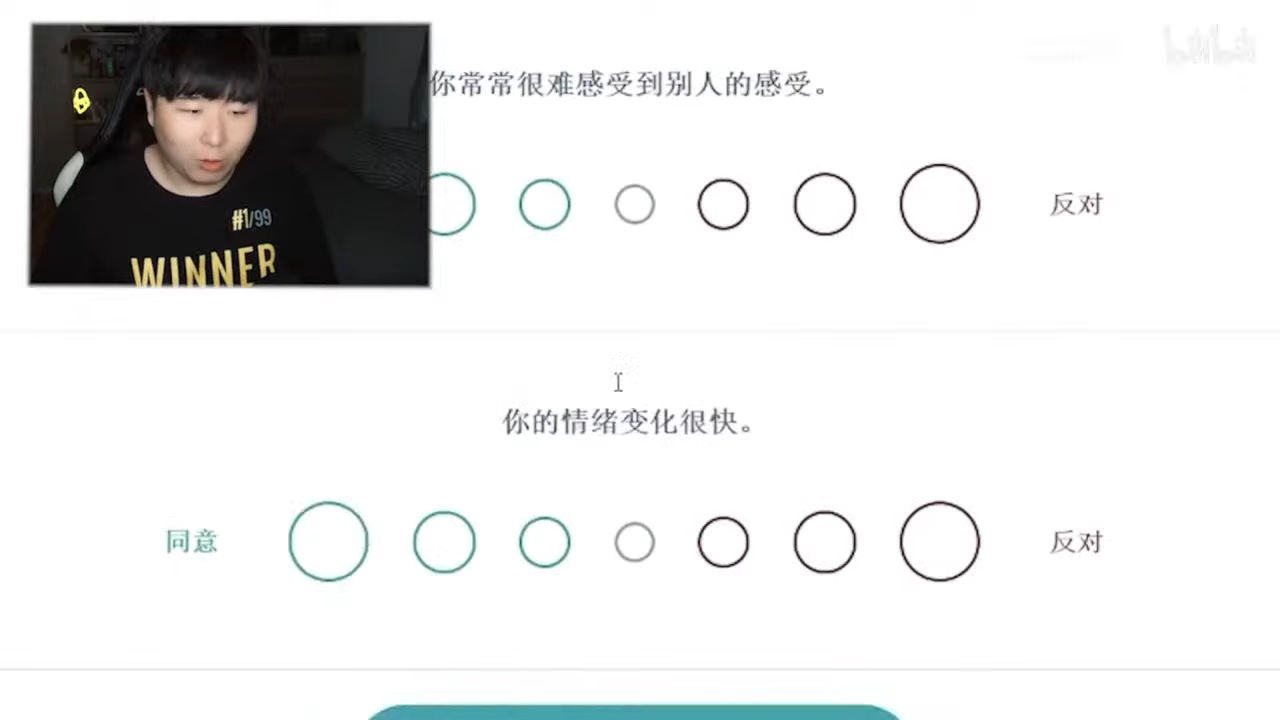 bilibili
你常常很难感受到别人的感受。
#1/99
WINNER
反对
你的情绪变化很快。
同意
反对